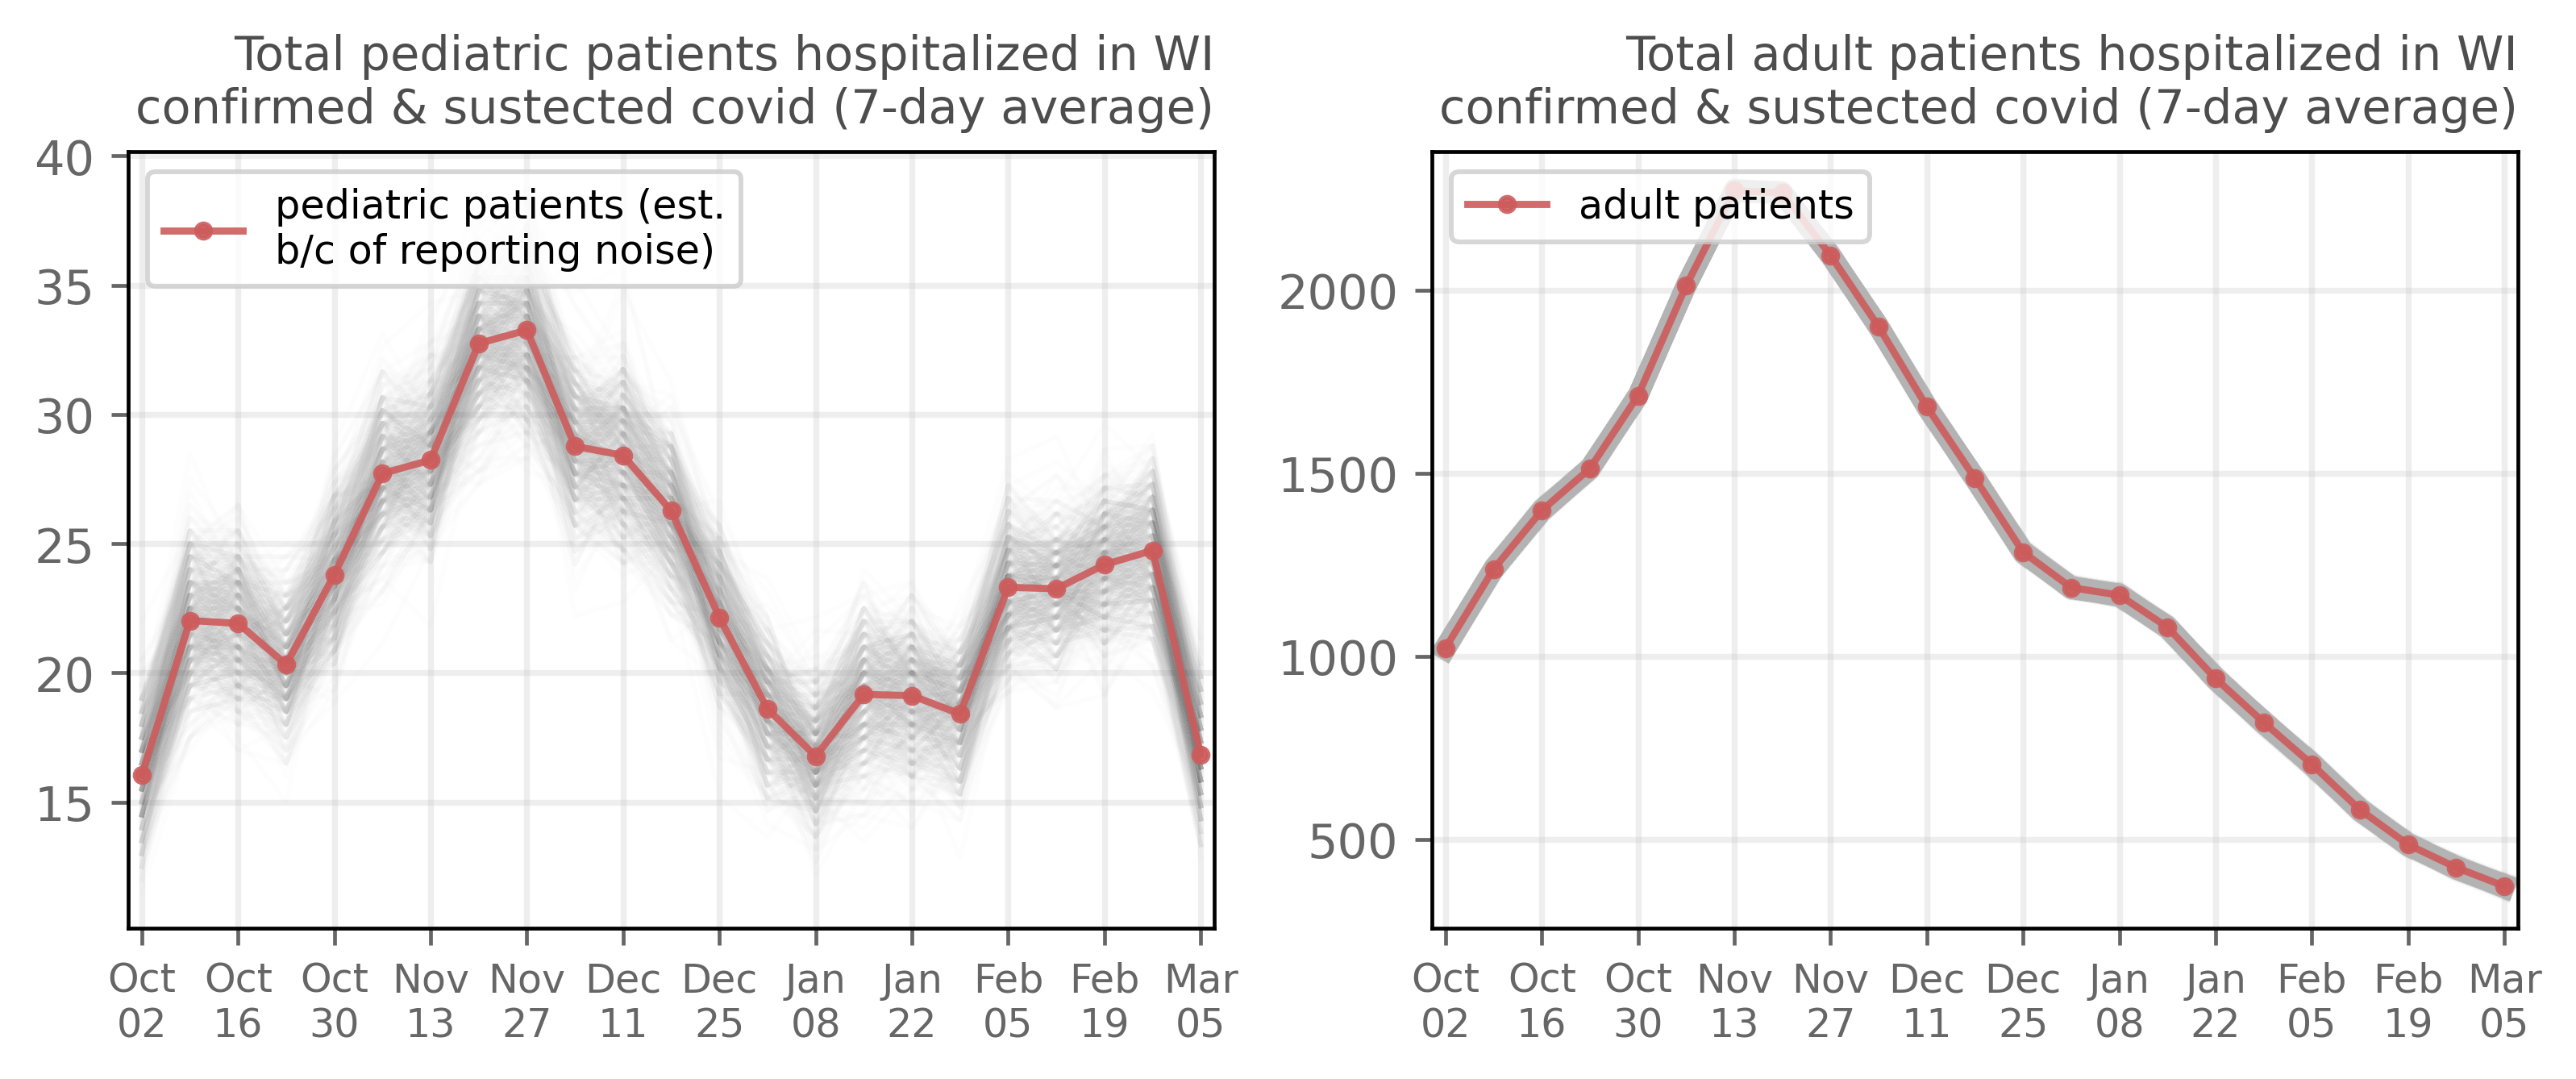 Total pediatric patients hospitalized in WI
confirmed & sustected covid (7-day average)
40
35
30
25
20
15
pediatric patients (est.
b/c of reporting noise)
Oct Oct Oct Nov Nov Dec Dec Jan Jan Feb Feb Mar
02 16 30 13 27 11 25 08 22 05 19 05
Total adult patients hospitalized in WI
confirmed & sustected covid (7-day average)
2000
1500
1000
500
adult patients
Oct Oct Oct Nov Nov Dec Dec Jan Jan Feb Feb Mar
02 16 30 13 27 11 25 08 22 05 19 05